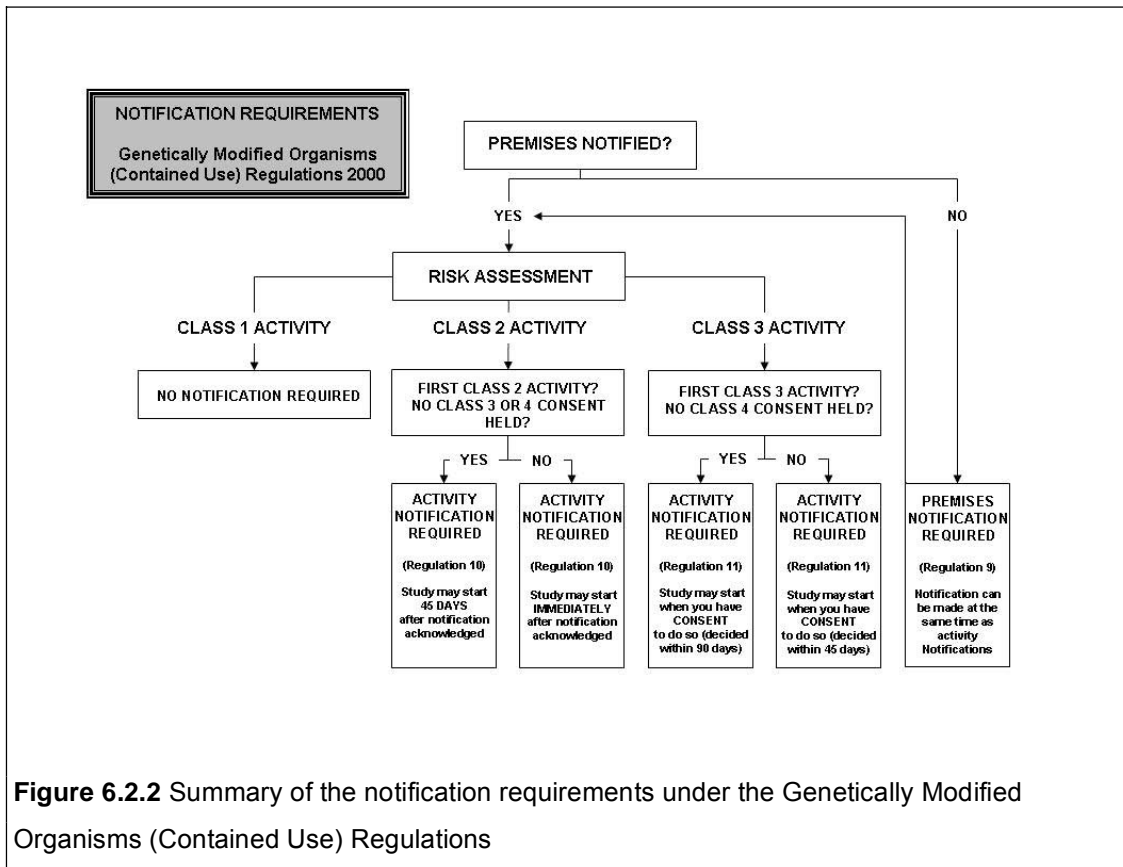 NOTIFICATION REQUIREMENTS
Genetically Modified Organisms
(Contained Use) Regulations 2000
PREMISES NOTIFIED?
YES
NO
RISK ASSESSMENT
CLASS 1 ACTIVITY
CLASS 2 ACTIVITY
CLASS 3 ACTIVITY
NO NOTIFICATION REQUIRED
FIRST CLASS 2 ACTIVITY?
NO CLASS 3 OR 4 CONSENT
HELD?
FIRST CLASS 3 ACTIVITY?
NO CLASS 4 CONSENT HELD?
YES
NO
YES
NO
ACTIVITY
NOTIFICATION
REQUIRED
(Regulation 10)
Study may start
45 DAYS
after notification
acknowledged
ACTIVITY
NOTIFICATION
REQUIRED
(Regulation 10)
Study may start
IMMEDIATELY
after notification
acknowledged
ACTIVITY
NOTIFICATION
REQUIRED
(Regulation 11)
Study may start
when you have
CONSENT
to do so (decided
within 90 days)
ACTIVITY
NOTIFICATION
REQUIRED
(Regulation 11)
Study may start
when you have
CONSENT
to do so (decided
within 45 days)
PREMISES
NOTIFICATION
REQUIRED
(Regulation 9)
Notification can
be made at the
same time as
activity
Notifications
Figure 6.2.2 Summary of the notification requirements under the Genetically Modified
Organisms (Contained Use) Regulations